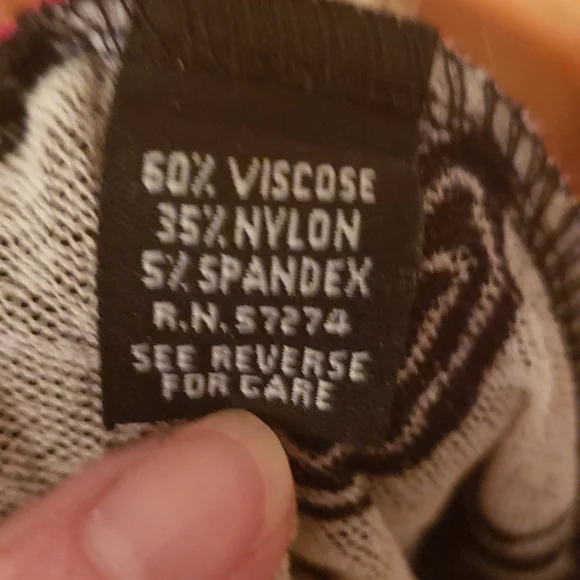 60% VISCOSE
35% NYLON
5% SPANDEX
R.N. 57274
SEE REVERSE
FOR CARE